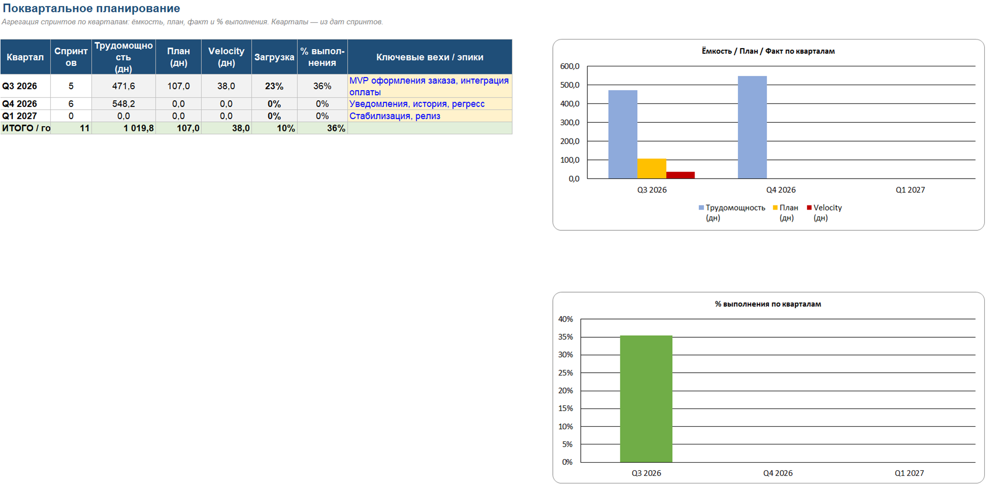 Поквартальное планирование
Агрегация спринтов по кварталам: ёмкость, план, факт и % выполнения. Кварталы — из дат спринтов.
Квартал Спринт ов Трудомощно сть (дн) План (дн) Velocity (дн) Загрузка % выпол- нения Ключевые вехи / эпики
Q3 2026 5 471,6 107,0 38,0 23% 36% MVP оформления заказа, интеграция оплаты
Q4 2026 6 548,2 0,0 0,0 0% 0% Уведомления, история, регресс
Q1 2027 0 0,0 0,0 0,0 0% 0% Стабилизация, релиз
ИТОГО / го 11 1 019,8 107,0 38,0 10% 36%
Ёмкость / План / Факт по кварталам
600,0
500,0
400,0
300,0
200,0
100,0
0,0
Q3 2026 Q4 2026 Q1 2027
Трудомощность План Velocity
(дн) (дн) (дн)
% выполнения по кварталам
40%
35%
30%
25%
20%
15%
10%
5%
0%
Q3 2026 Q4 2026 Q1 2027